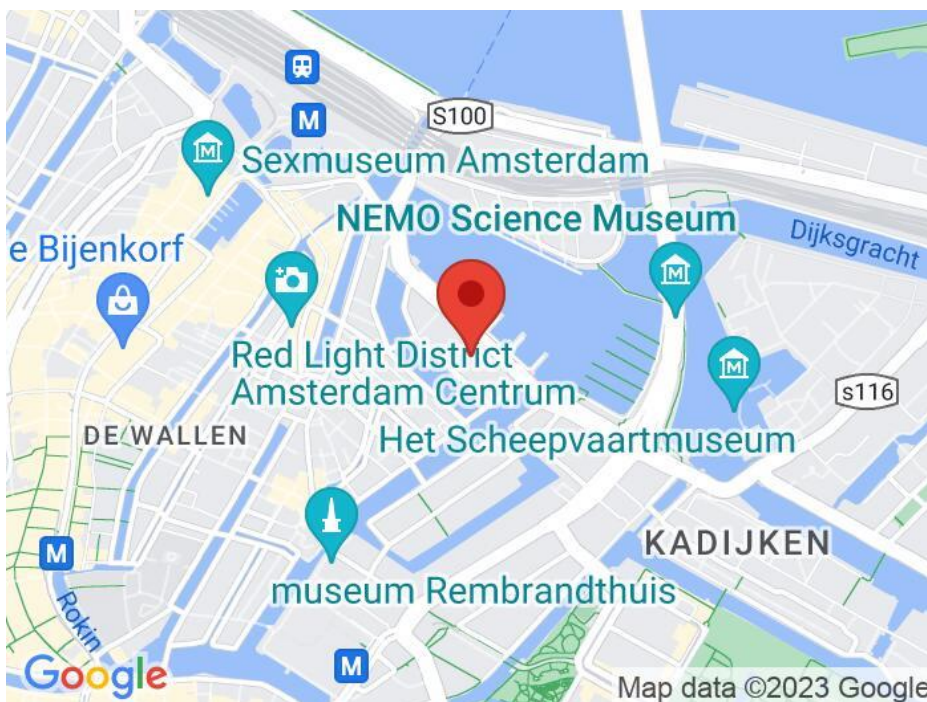 M
S100
M
M
Sexmuseum Amsterdam
NEMO Science Museum
Dijksgracht
e Bijenkorf
M
Red Light District
Amsterdam Centrum
M
s116
DE WALLEN
Het Scheepvaartmuseum
KADIJKEN
M
museum Rembrandthuis
Rokin
M
Google
Map data ©2023 Google